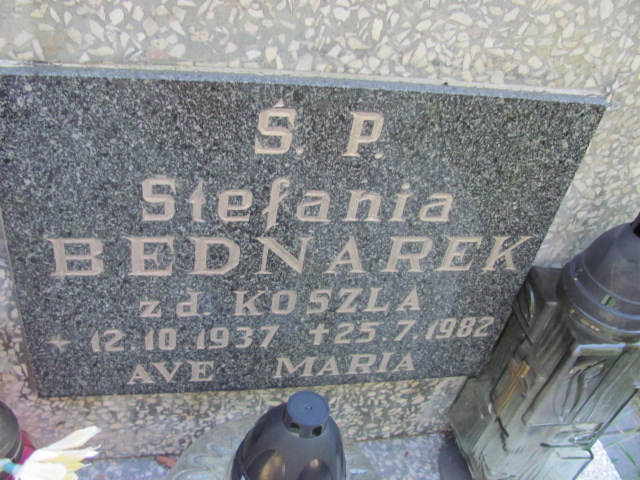 Ś. P.
Stefania
BEDNAREK
zd. KOSZLA
* 12.10.1937 +25.7.1982
AVE MARIA